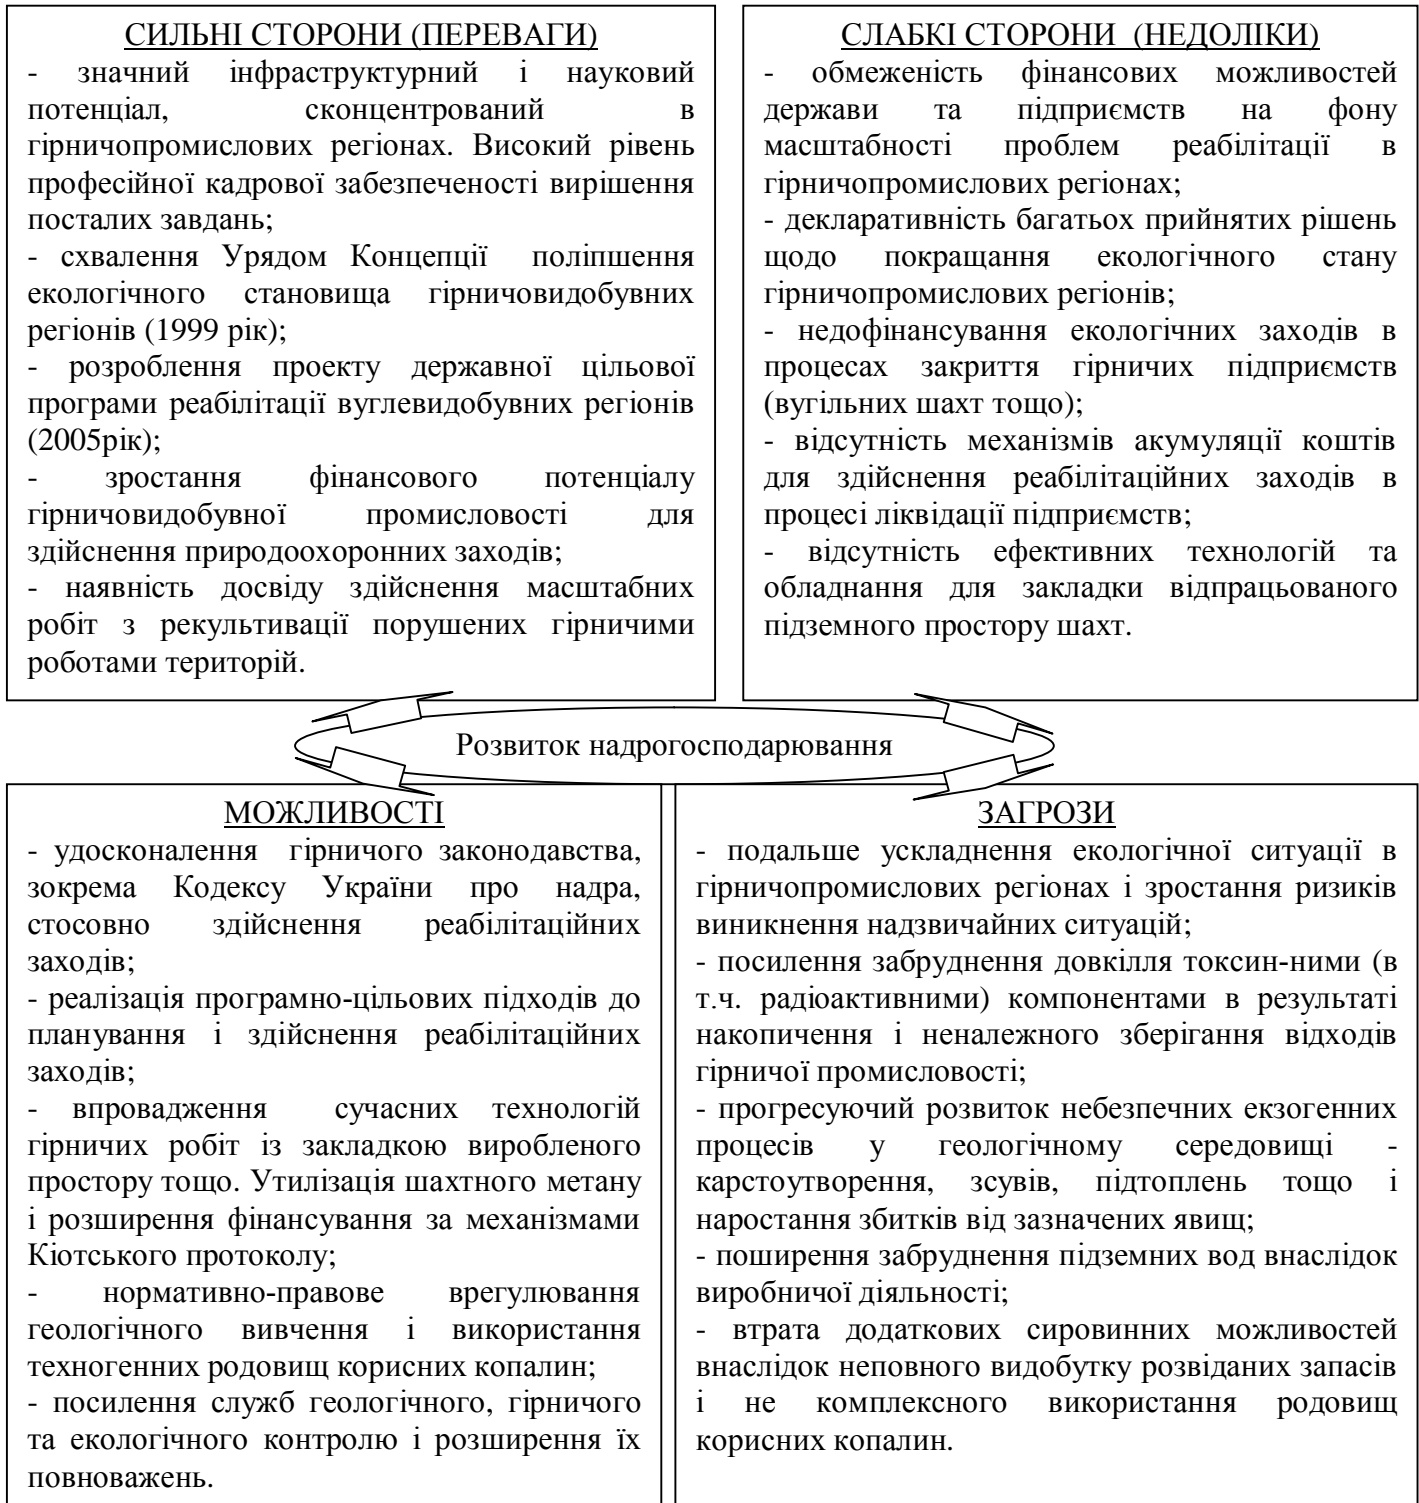 СИЛЬНІ СТОРОНИ (ПЕРЕВАГИ)
- значний інфраструктурний і науковий
потенціал, сконцентрований в
гірничопромислових регіонах. Високий рівень
професійної кадрової забезпеченості вирішення
посталих завдань;
- схвалення Урядом Концепції поліпшення
екологічного становища гірничовидобувних
регіонів (1999 рік);
- розроблення проекту державної цільової
програми реабілітації вуглевидобувних регіонів
(2005рік);
- зростання фінансового потенціалу
гірничовидобувної промисловості для
здійснення природоохоронних заходів;
- наявність досвіду здійснення масштабних
робіт з рекультивації порушених гірничими
роботами територій.
СЛАБКІ СТОРОНИ (НЕДОЛІКИ)
- обмеженість фінансових можливостей
держави та підприємств на фону
масштабності проблем реабілітації в
гірничопромислових регіонах;
- декларативність багатьох прийнятих рішень
щодо покращання екологічного стану
гірничопромислових регіонів;
- недофінансування екологічних заходів в
процесах закриття гірничих підприємств
(вугільних шахт тощо);
- відсутність механізмів акумуляції коштів
для здійснення реабілітаційних заходів в
процесі ліквідації підприємств;
- відсутність ефективних технологій та
обладнання для закладки відпрацьованого
підземного простору шахт.
Розвиток надрогосподарювання
МОЖЛИВОСТІ
- удосконалення гірничого законодавства,
зокрема Кодексу України про надра,
стосовно здійснення реабілітаційних
заходів;
- реалізація програмно-цільових підходів до
планування і здійснення реабілітаційних
заходів;
- впровадження сучасних технологій
гірничих робіт із закладкою виробленого
простору тощо. Утилізація шахтного метану
і розширення фінансування за механізмами
Кіотського протоколу;
- нормативно-правове врегулювання
геологічного вивчення і використання
техногенних родовищ корисних копалин;
- посилення служб геологічного, гірничого
та екологічного контролю і розширення їх
повноважень.
ЗАГРОЗИ
- подальше ускладнення екологічної ситуації в
гірничопромислових регіонах і зростання ризиків
виникнення надзвичайних ситуацій;
- посилення забруднення довкілля токсин-ними (в
т.ч. радіоактивними) компонентами в результаті
накопичення і неналежного зберігання відходів
гірничої промисловості;
- прогресуючий розвиток небезпечних екзогенних
процесів у геологічному середовищі -
карстоутворення, зсувів, підтоплень тощо і
наростання збитків від зазначених явищ;
- поширення забруднення підземних вод внаслідок
виробничої діяльності;
- втрата додаткових сировинних можливостей
внаслідок неповного видобутку розвіданих запасів
і не комплексного використання родовищ
корисних копалин.